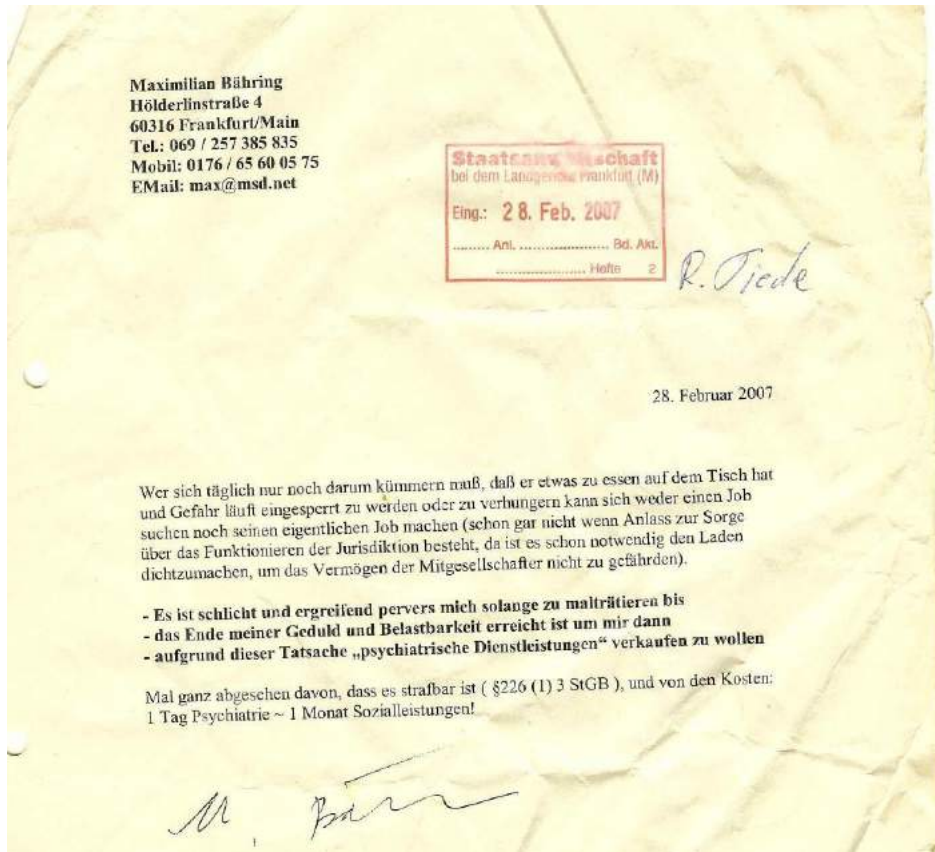 Maximilian Bähring
Hölderlinstraße 4
60316 Frankfurt/Main
Tel.: 069 / 257 385 835
Mobil: 0176 / 65 60 05 75
EMail: max@msd.net
Staatsanwaltschaft
bei dem Landgericht Frankfurt (M)
Eing.: 28. Feb. 2007
........ Anl. .................... Bd. Akt.
.................... Hefte 2
R. Tiede
28. Februar 2007
Wer sich täglich nur noch darum kümmern muß, daß er etwas zu essen auf dem Tisch hat
und Gefahr läuft eingesperrt zu werden oder zu verhungern kann sich weder einen Job
suchen noch seinen eigentlichen Job machen (schon gar nicht wenn Anlass zur Sorge
über das Funktionieren der Jurisdiktion besteht, da ist es schon notwendig den Laden
dichtzumachen, um das Vermögen der Mitgesellschafter nicht zu gefährden).
- Es ist schlicht und ergreifend pervers mich solange zu malträtieren bis
- das Ende meiner Geduld und Belastbarkeit erreicht ist um mir dann
- aufgrund dieser Tatsache „psychiatrische Dienstleistungen“ verkaufen zu wollen
Mal ganz abgesehen davon, dass es strafbar ist ( §226 (1) 3 StGB ), und von den Kosten:
1 Tag Psychiatrie ~ 1 Monat Sozialleistungen!
M.